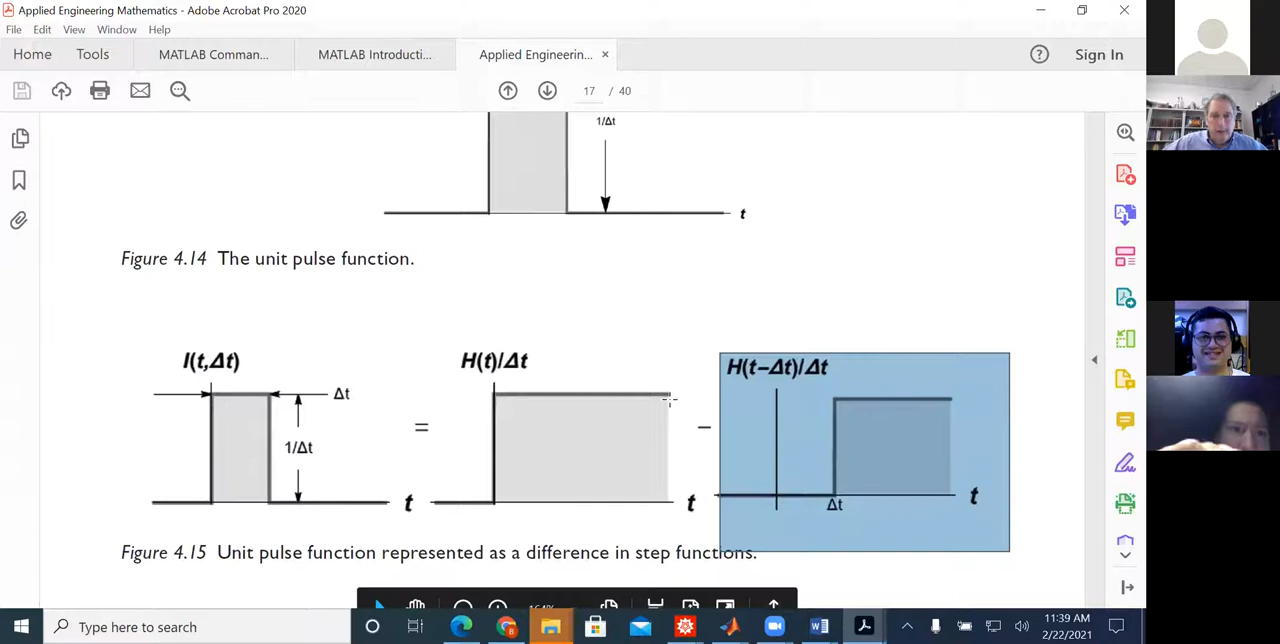 Applied Engineering Mathematics - Adobe Acrobat Pro 2020
File Edit View Window Help
Home Tools MATLAB Comman... MATLAB Introducti... Applied Engineerin... ×
? Sign In
17 / 40
1/Δt
t
Figure 4.14 The unit pulse function.
I(t,Δt) H(t)/Δt H(t–Δt)/Δt
Δt
1/Δt
= –
t t t
Δt
Figure 4.15 Unit pulse function represented as a difference in step functions.
Type here to search
11:39 AM
2/22/2021